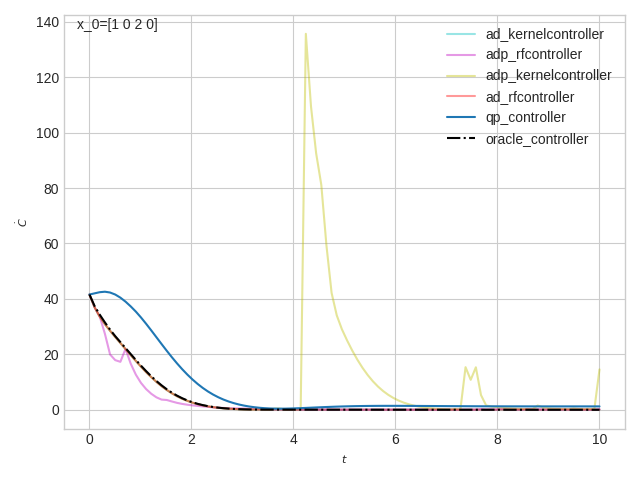 x_0=[1 0 2 0]
ad_kernelcontroller
adp_rfcontroller
adp_kernelcontroller
ad_rfcontroller
qp_controller
oracle_controller
140
120
100
80
60
40
20
0
Ċ
0 2 4 6 8 10
t